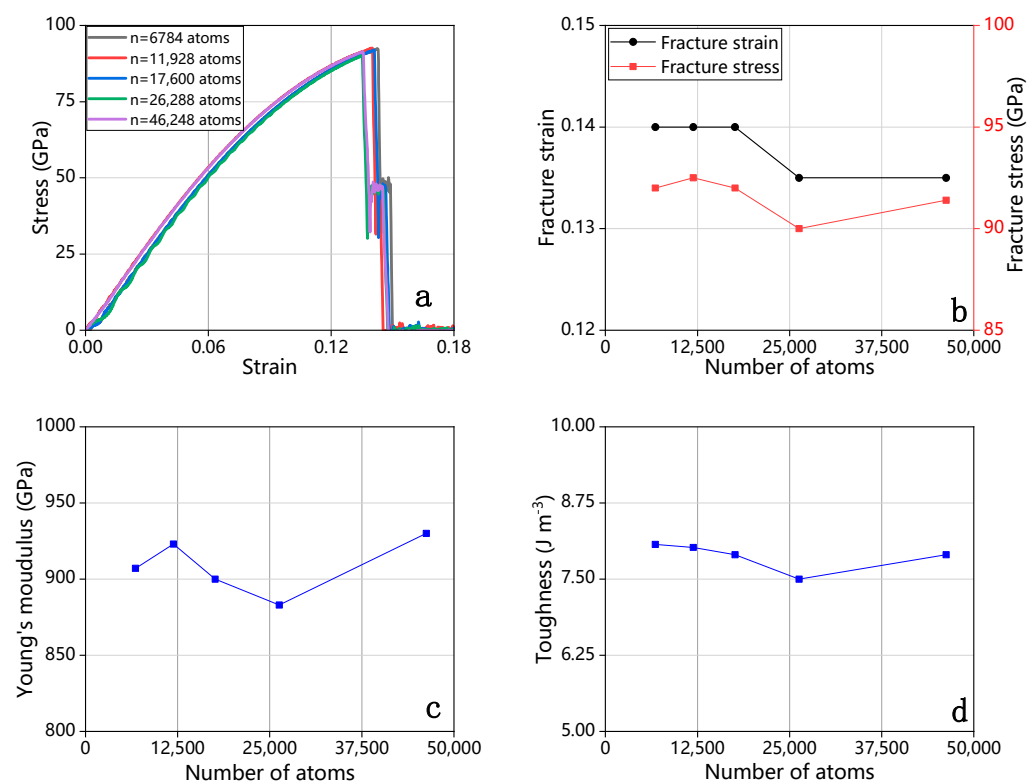 100
75
50
25
0
Stress (GPa)
n=6784 atoms
n=11,928 atoms
n=17,600 atoms
n=26,288 atoms
n=46,248 atoms
a
0.00
0.06
0.12
0.18
Strain
0.15
0.14
0.13
0.12
Fracture strain
Fracture strain
Fracture stress
100
95
90
85
Fracture stress (GPa)
b
0
12,500
25,000
37,500
50,000
Number of atoms
1000
950
900
850
800
Young's moudulus (GPa)
c
0
12,500
25,000
37,500
50,000
Number of atoms
10.00
8.75
7.50
6.25
5.00
Toughness (J m⁻³)
d
0
12,500
25,000
37,500
50,000
Number of atoms